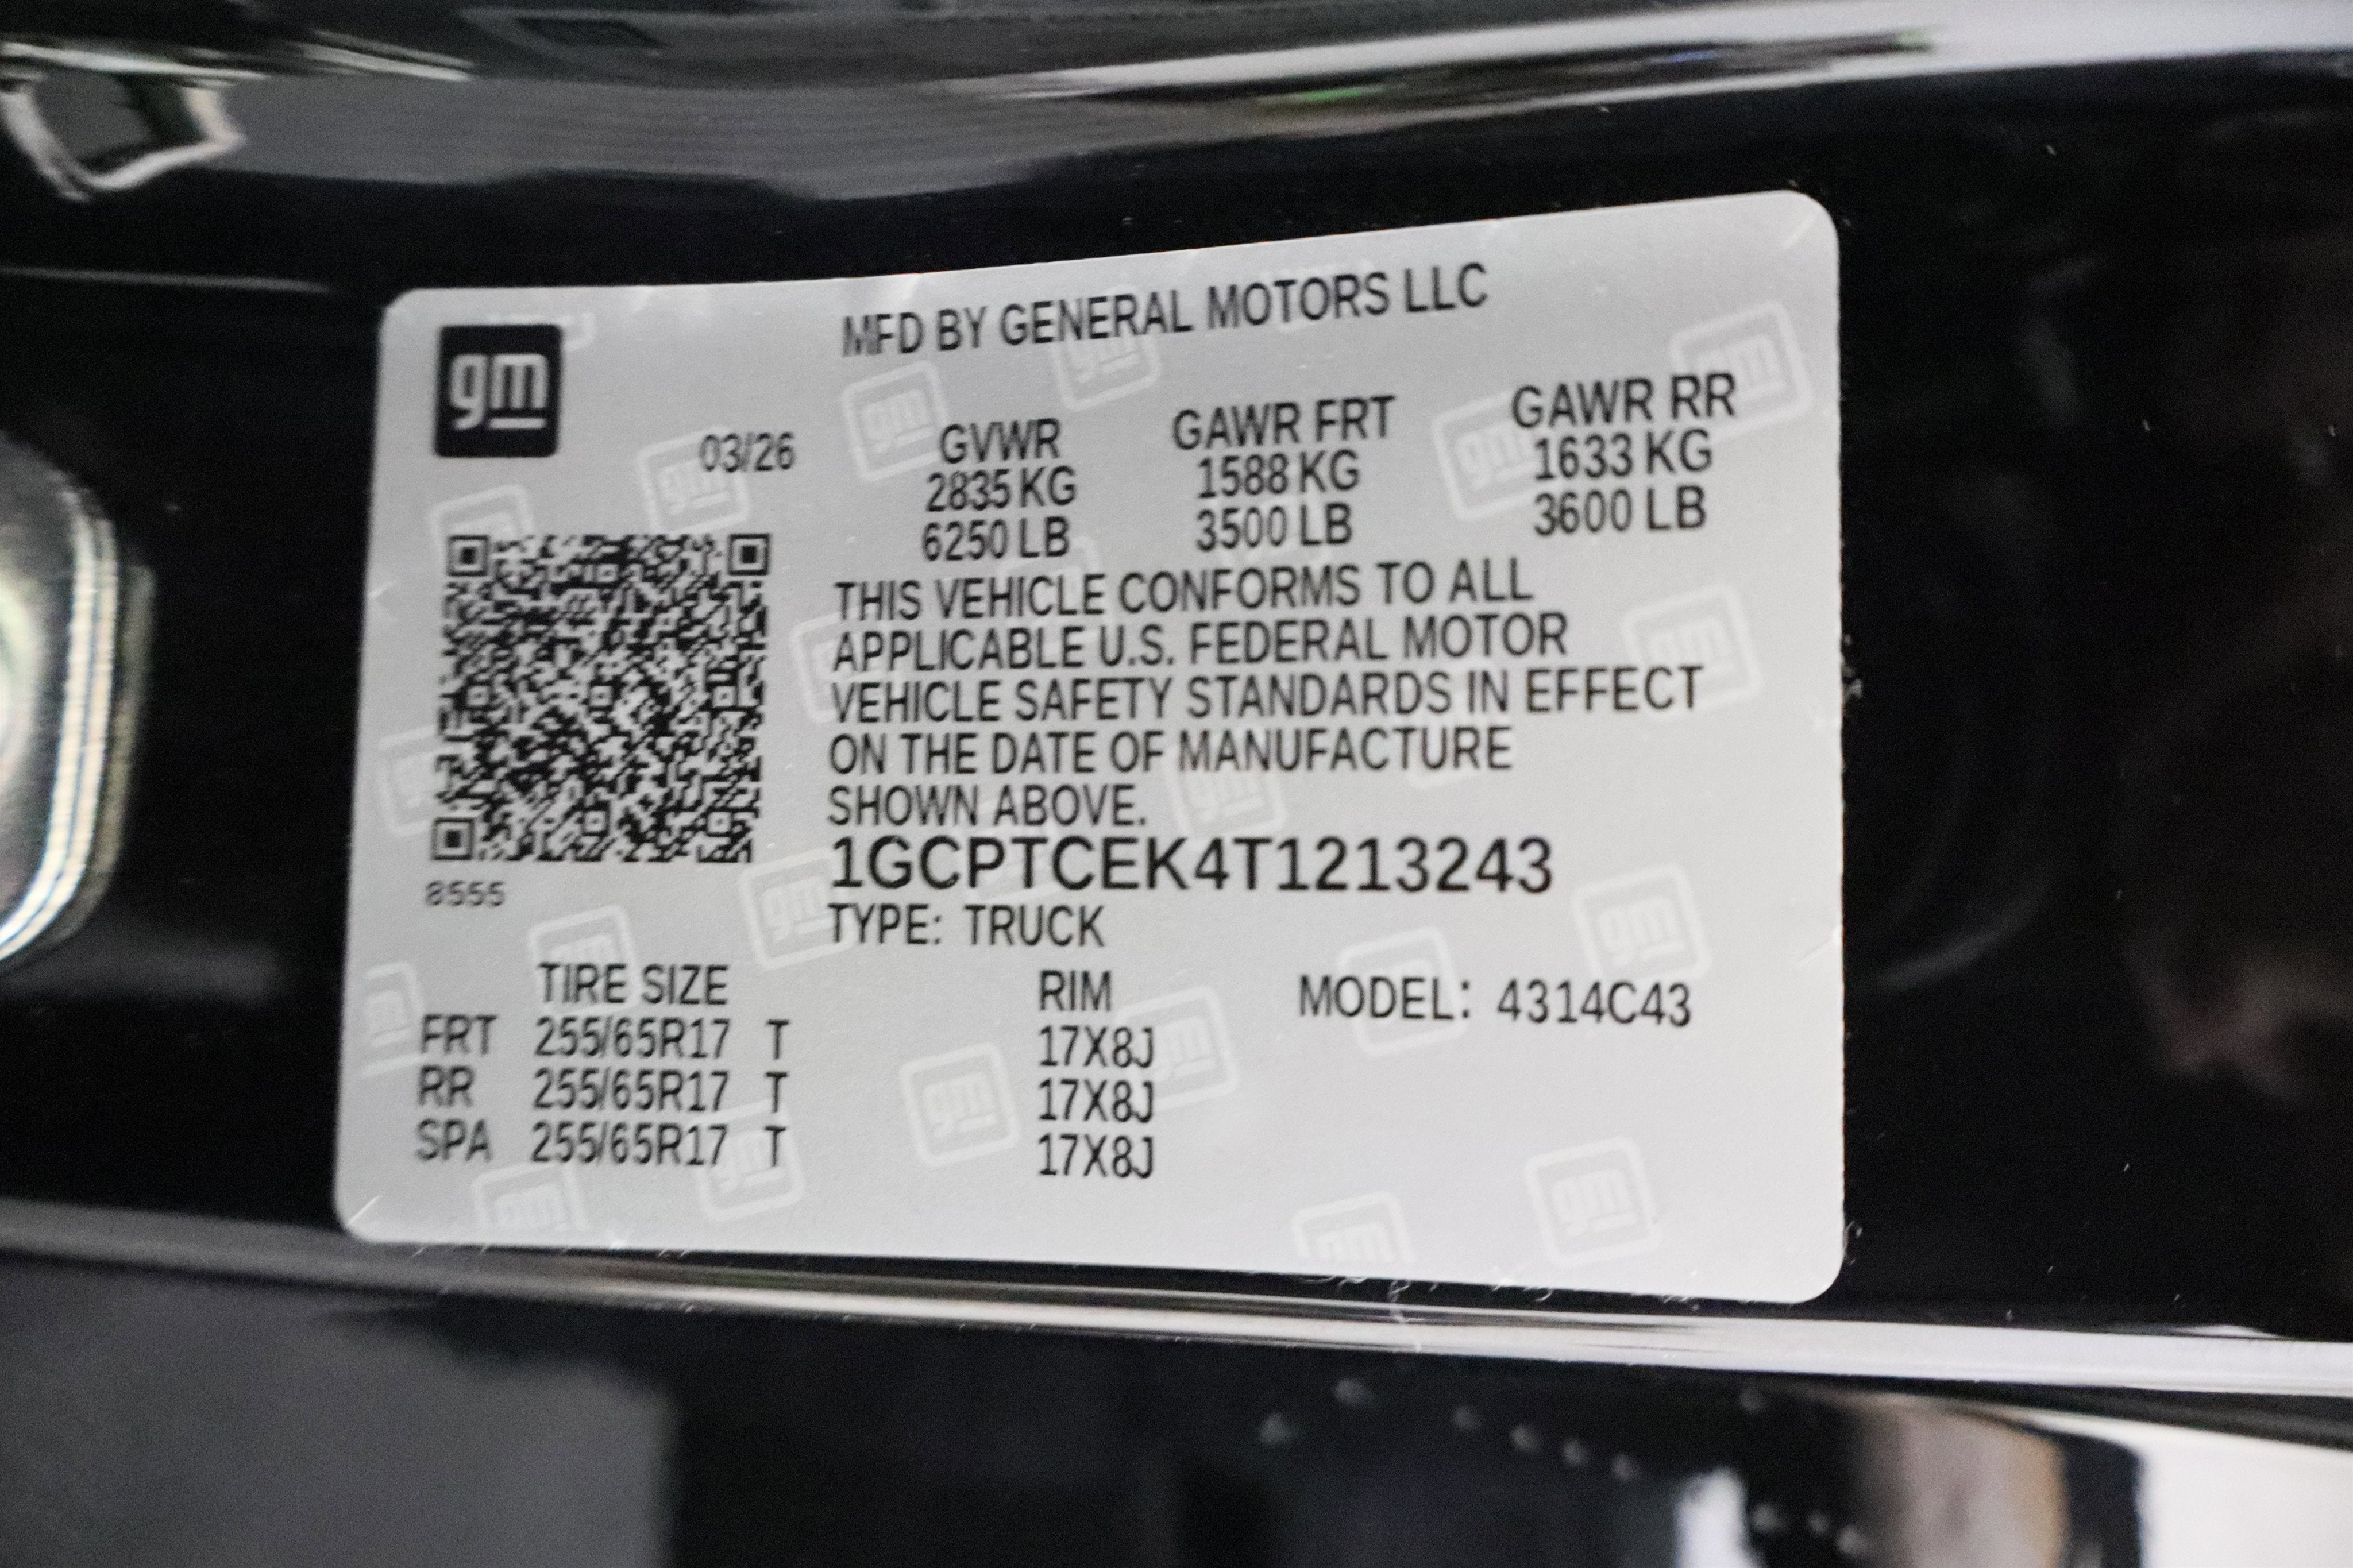 gm
MFD BY GENERAL MOTORS LLC
03/26
GVWR GAWR FRT GAWR RR
2835 KG 1588 KG 1633 KG
6250 LB 3500 LB 3600 LB
THIS VEHICLE CONFORMS TO ALL
APPLICABLE U.S. FEDERAL MOTOR
VEHICLE SAFETY STANDARDS IN EFFECT
ON THE DATE OF MANUFACTURE
SHOWN ABOVE.
1GCPTCEK4T1213243
8555
TYPE: TRUCK
TIRE SIZE RIM MODEL: 4314C43
FRT 255/65R17 T 17X8J
RR 255/65R17 T 17X8J
SPA 255/65R17 T 17X8J